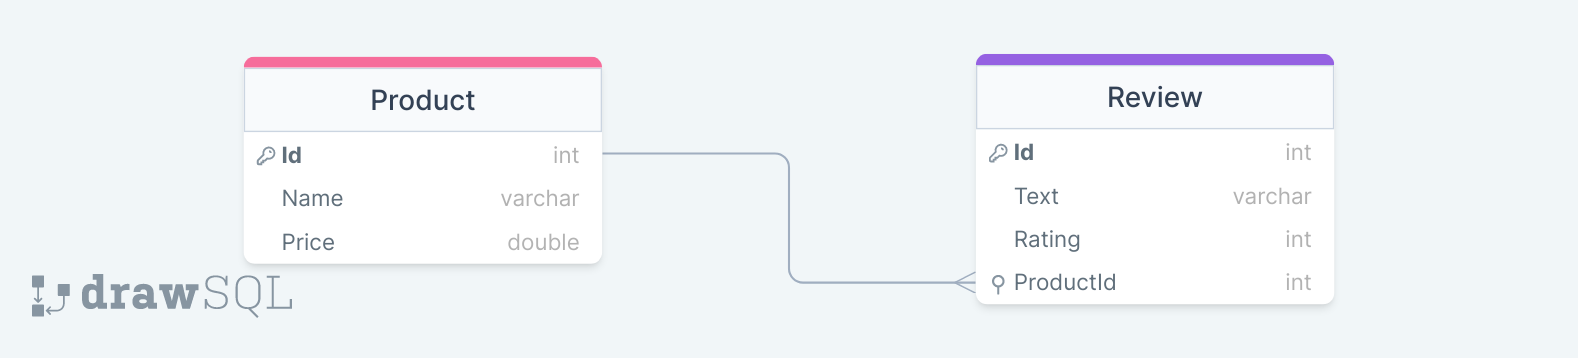 Product
Id int
Name varchar
Price double
Review
Id int
Text varchar
Rating int
ProductId int
drawSQL